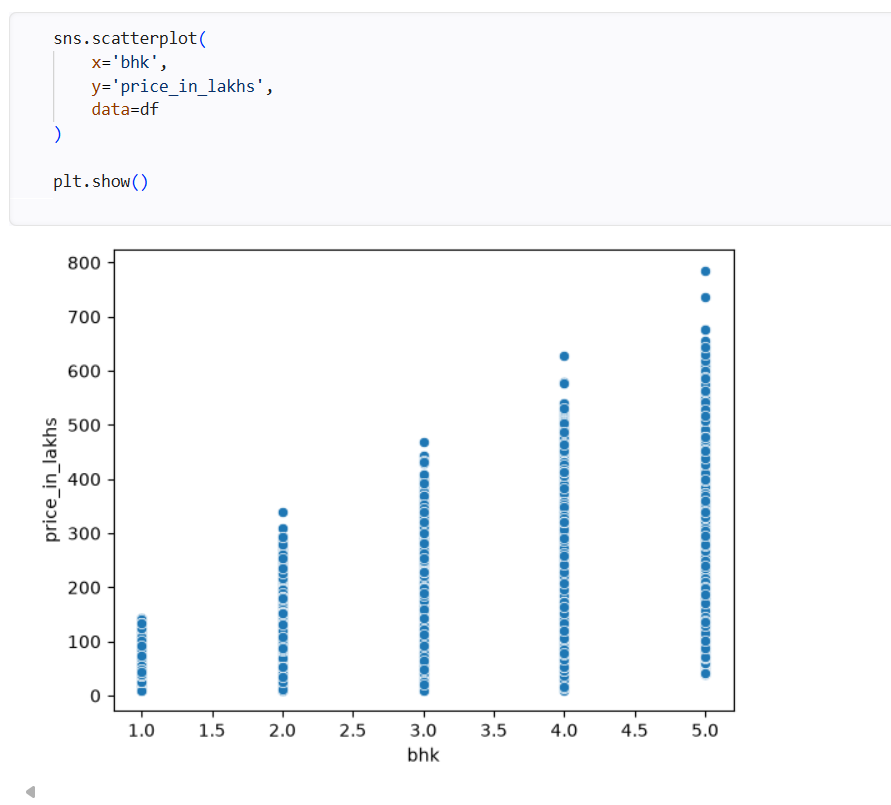 sns.scatterplot(
    x='bhk',
    y='price_in_lakhs',
    data=df
)
plt.show()
800
700
600
500
400
300
200
100
0
price_in_lakhs
1.0 1.5 2.0 2.5 3.0 3.5 4.0 4.5 5.0
bhk